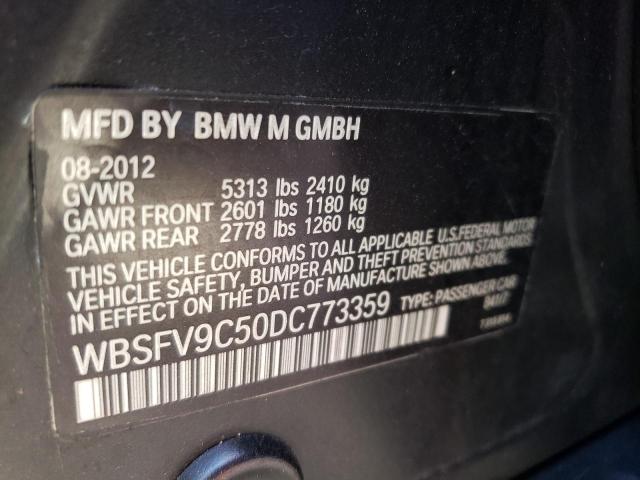 MFD BY BMW M GMBH
08-2012
GVWR 5313 lbs 2410 kg
GAWR FRONT 2601 lbs 1180 kg
GAWR REAR 2778 lbs 1260 kg
THIS VEHICLE CONFORMS TO ALL APPLICABLE U.S. FEDERAL MOTOR
VEHICLE SAFETY, BUMPER AND THEFT PREVENTION STANDARDS
IN EFFECT ON THE DATE OF MANUFACTURE SHOWN ABOVE.
WBSFV9C50DC773359 TYPE: PASSENGER CAR